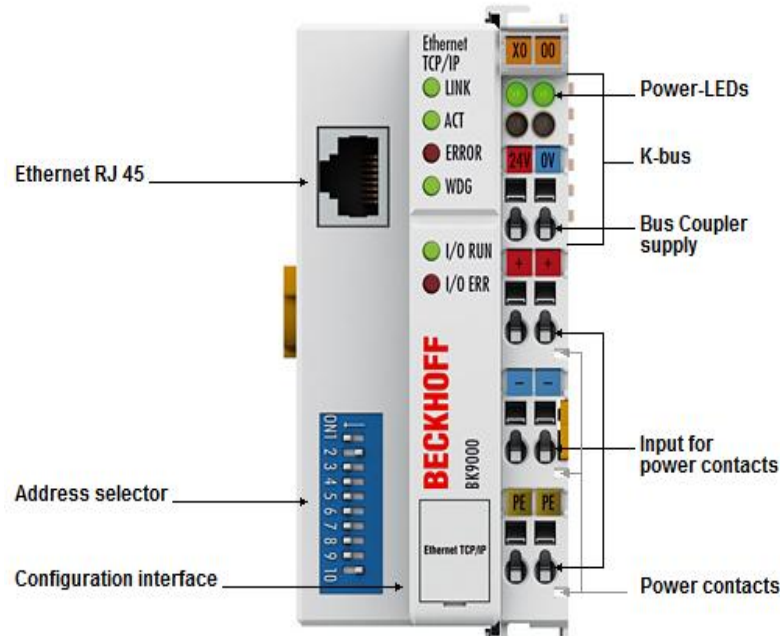 Ethernet
TCP/IP
LINK
ACT
ERROR
WDG
I/O RUN
I/O ERR
BECKHOFF
BK9000
Ethernet TCP/IP
X0 00
24V 0V
+ +
− −
PE PE
ON
1
2
3
4
5
6
7
8
9
10
Ethernet RJ 45
Address selector
Configuration interface
Power-LEDs
K-bus
Bus Coupler
supply
Input for
power contacts
Power contacts